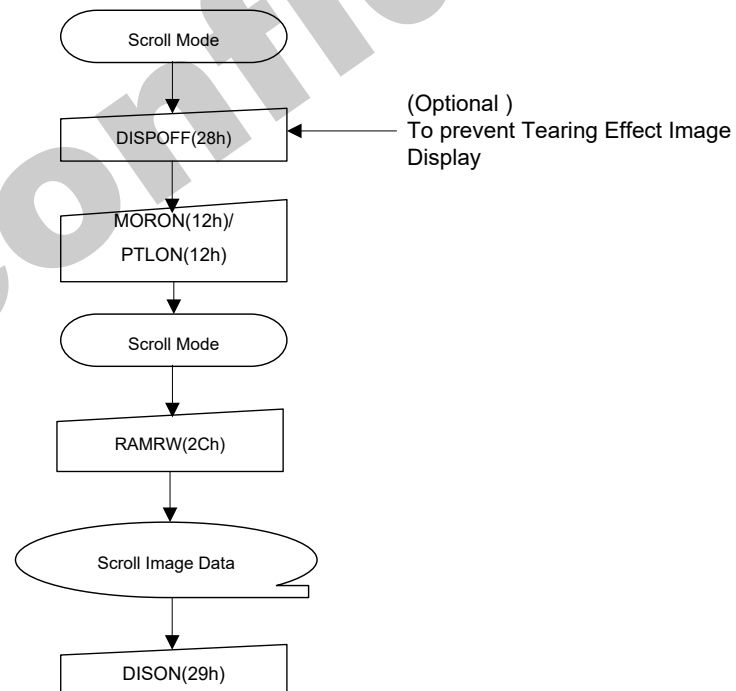 Scroll Mode
DISPOFF(28h)
(Optional )
To prevent Tearing Effect Image
Display
MORON(12h)/
PTLON(12h)
Scroll Mode
RAMRW(2Ch)
Scroll Image Data
DISON(29h)